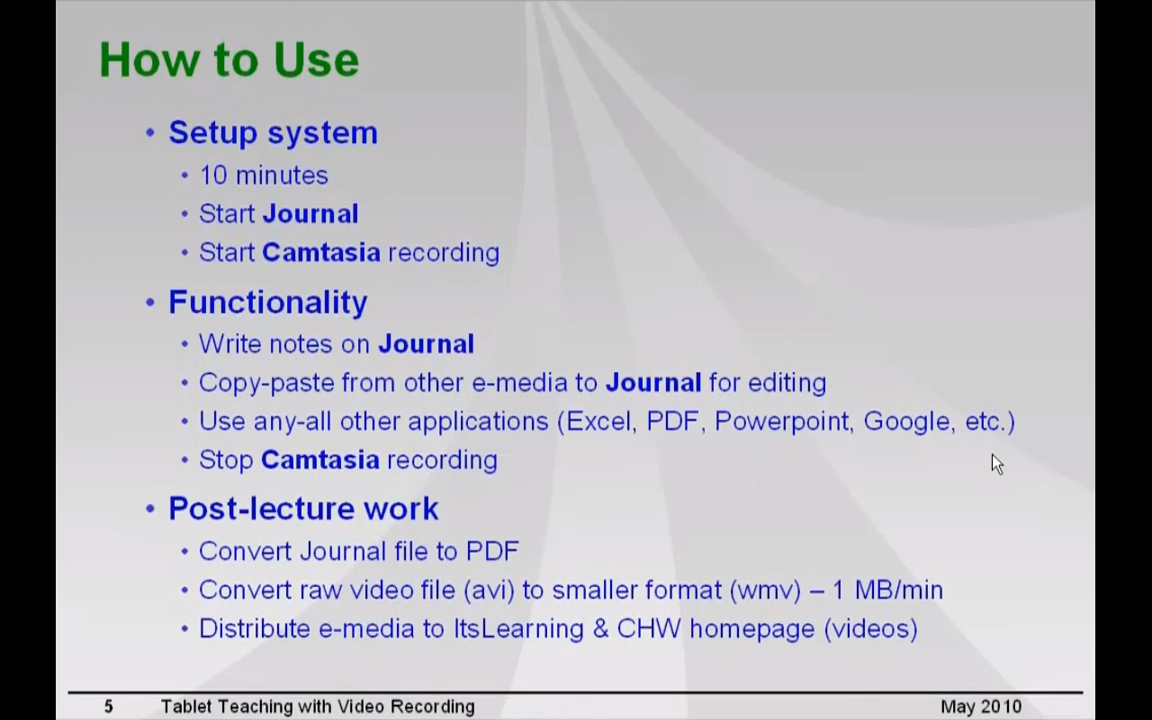 How to Use
• Setup system
• 10 minutes
• Start Journal
• Start Camtasia recording
• Functionality
• Write notes on Journal
• Copy-paste from other e-media to Journal for editing
• Use any-all other applications (Excel, PDF, Powerpoint, Google, etc.)
• Stop Camtasia recording
• Post-lecture work
• Convert Journal file to PDF
• Convert raw video file (avi) to smaller format (wmv) – 1 MB/min
• Distribute e-media to ItsLearning & CHW homepage (videos)
5 Tablet Teaching with Video Recording May 2010